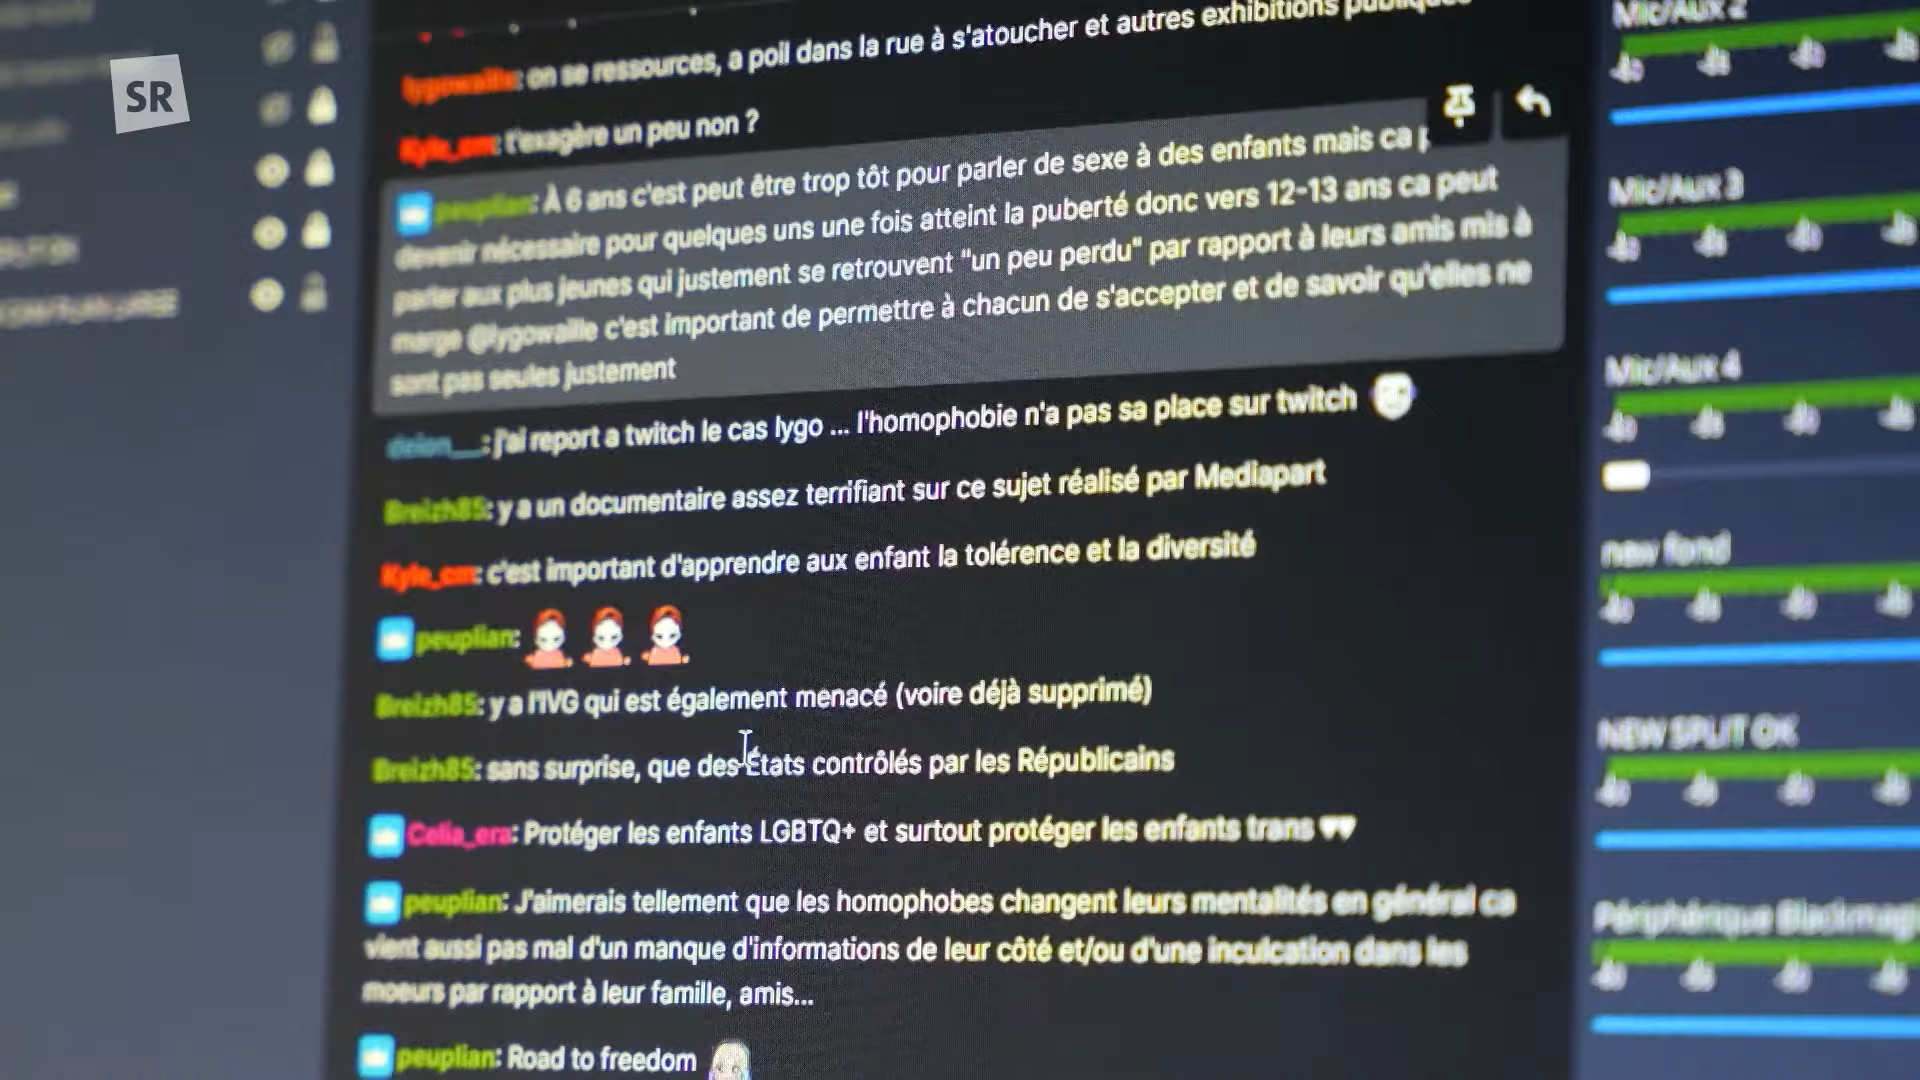 SR
lygowaille: on se ressources, a poil dans la rue à s'atoucher et autres exhibitions publiques
Kyle_cm: t'exagère un peu non ?
peuplian: À 6 ans c'est peut être trop tôt pour parler de sexe à des enfants mais ca
devenir nécessaire pour quelques uns une fois atteint la puberté donc vers 12-13 ans ca peut
parler aux plus jeunes qui justement se retrouvent "un peu perdu" par rapport à leurs amis mis à
marge @lygowaille c'est important de permettre à chacun de s'accepter et de savoir qu'elles ne
sont pas seules justement
: j'ai report a twitch le cas lygo ... l'homophobie n'a pas sa place sur twitch
Breizh85: y a un documentaire assez terrifiant sur ce sujet réalisé par Mediapart
Kyle_cm: c'est important d'apprendre aux enfant la tolérence et la diversité
peuplian:
Breizh85: y a l'IVG qui est également menacé (voire déjà supprimé)
Breizh85: sans surprise, que des États contrôlés par les Républicains
Celia_era: Protéger les enfants LGBTQ+ et surtout protéger les enfants trans ♥♥
peuplian: J'aimerais tellement que les homophobes changent leurs mentalités en général ca
vient aussi pas mal d'un manque d'informations de leur côté et/ou d'une inculcation dans les
moeurs par rapport à leur famille, amis...
peuplian: Road to freedom
Mic/Aux 2
Mic/Aux 3
Mic/Aux 4
new fond
NEW SPLIT OK
Périphérique Blackmagi